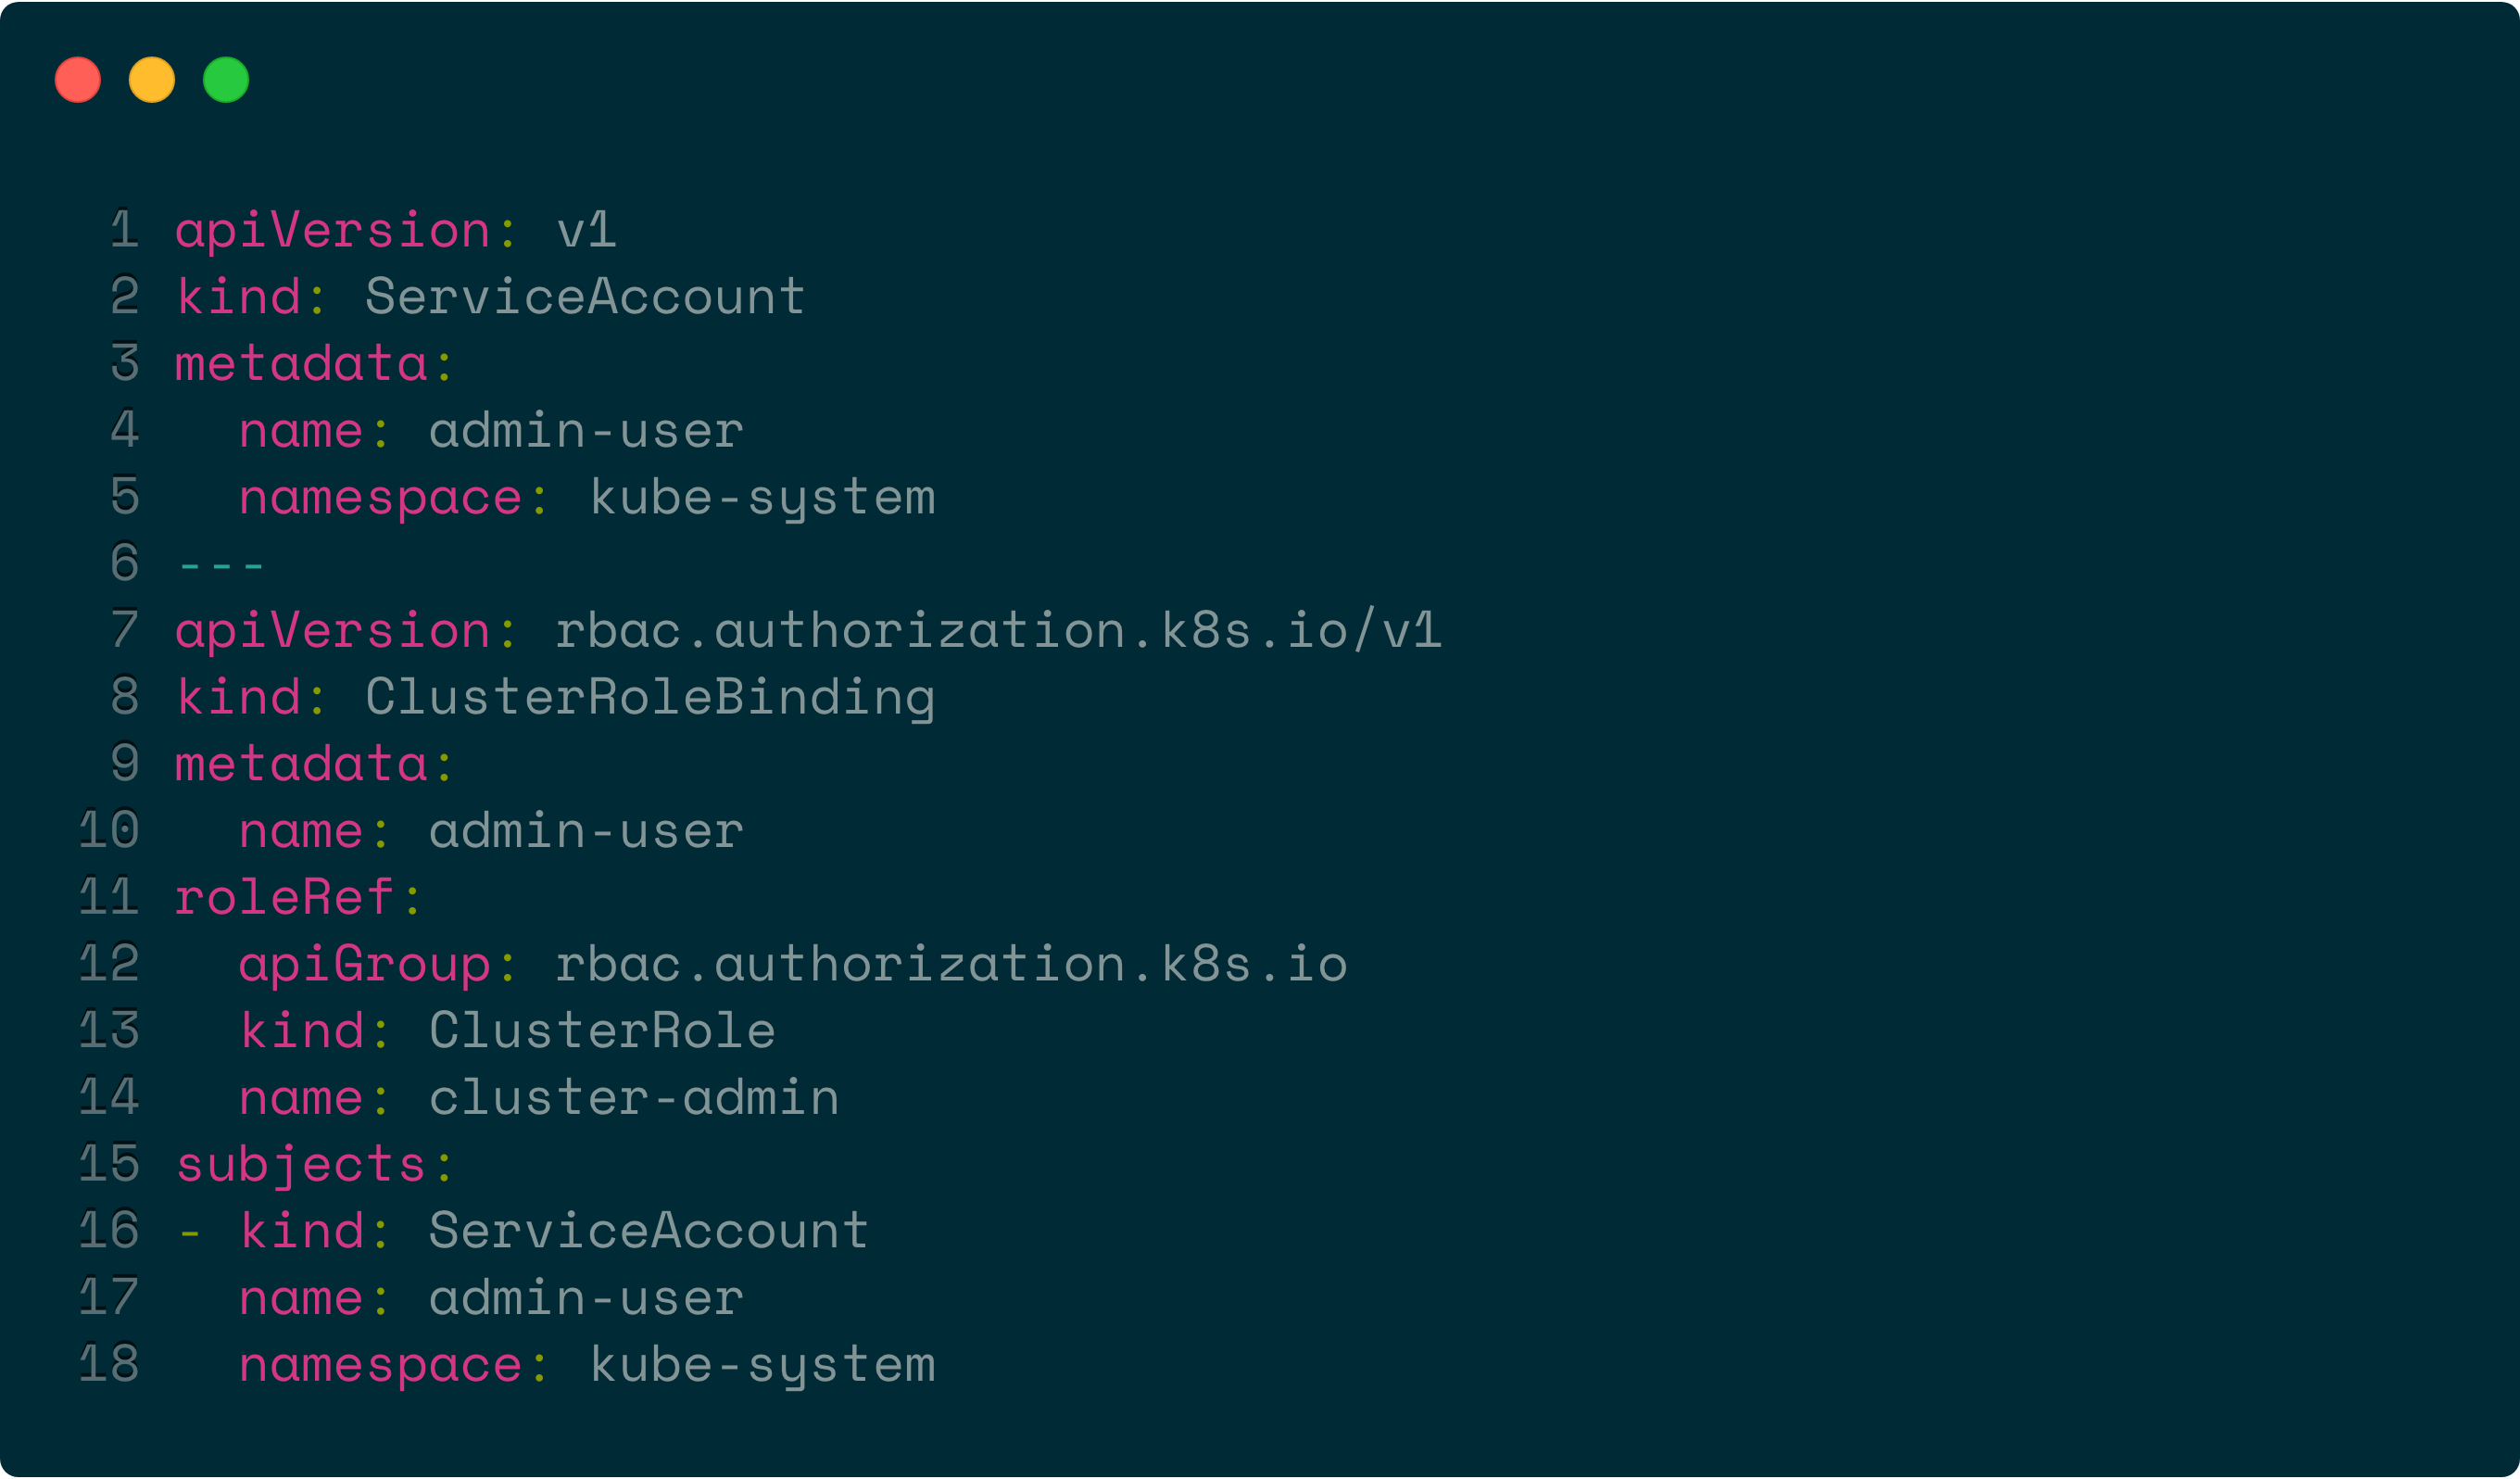 1 apiVersion: v1
2 kind: ServiceAccount
3 metadata:
4   name: admin-user
5   namespace: kube-system
6 ---
7 apiVersion: rbac.authorization.k8s.io/v1
8 kind: ClusterRoleBinding
9 metadata:
10   name: admin-user
11 roleRef:
12   apiGroup: rbac.authorization.k8s.io
13   kind: ClusterRole
14   name: cluster-admin
15 subjects:
16 - kind: ServiceAccount
17   name: admin-user
18   namespace: kube-system